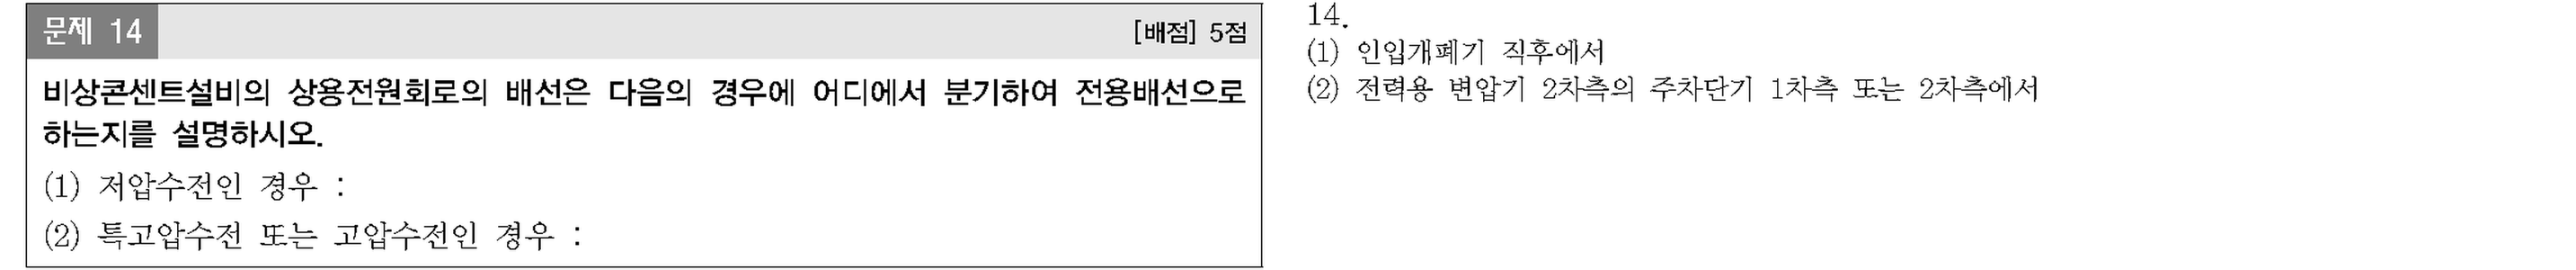 문제 14
[배점] 5점
비상콘센트설비의 상용전원회로의 배선은 다음의 경우에 어디에서 분기하여 전용배선으로
하는지를 설명하시오.
(1) 저압수전인 경우 :
(2) 특고압수전 또는 고압수전인 경우 :
14.
(1) 인입개폐기 직후에서
(2) 전력용 변압기 2차측의 주차단기 1차측 또는 2차측에서